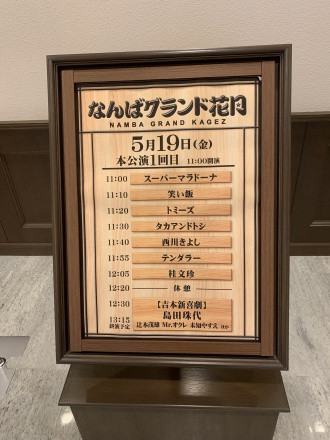 なんばグランド花月
NAMBA GRAND KAGEZ
5月19日(金)
本公演1回目 11:00開演
11:00 スーパーマラドーナ
11:10 笑い飯
11:20 トミーズ
11:30 タカアンドトシ
11:40 西川きよし
11:55 テンダラー
12:05 桂文珍
12:20 休憩
12:30 【吉本新喜劇】
島田珠代
13:15 辻本茂雄 Mr.オクレ 未知やすえ ほか
終演予定